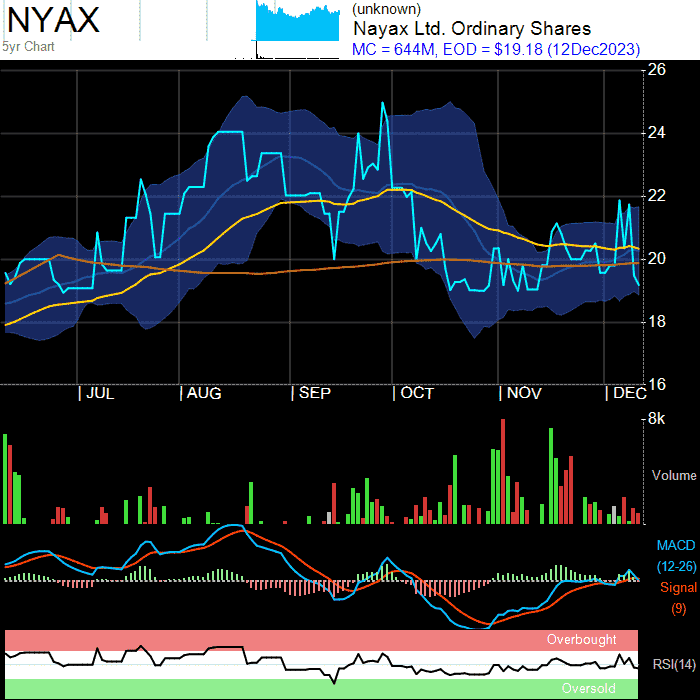 NYAX
5yr Chart
(unknown)
Nayax Ltd. Ordinary Shares
MC = 644M, EOD = $19.18 (12Dec2023)
26
24
22
20
18
16
| JUL | AUG | SEP | OCT | NOV | DEC
8k
Volume
MACD
(12-26)
Signal
(9)
Overbought
RSI(14)
Oversold